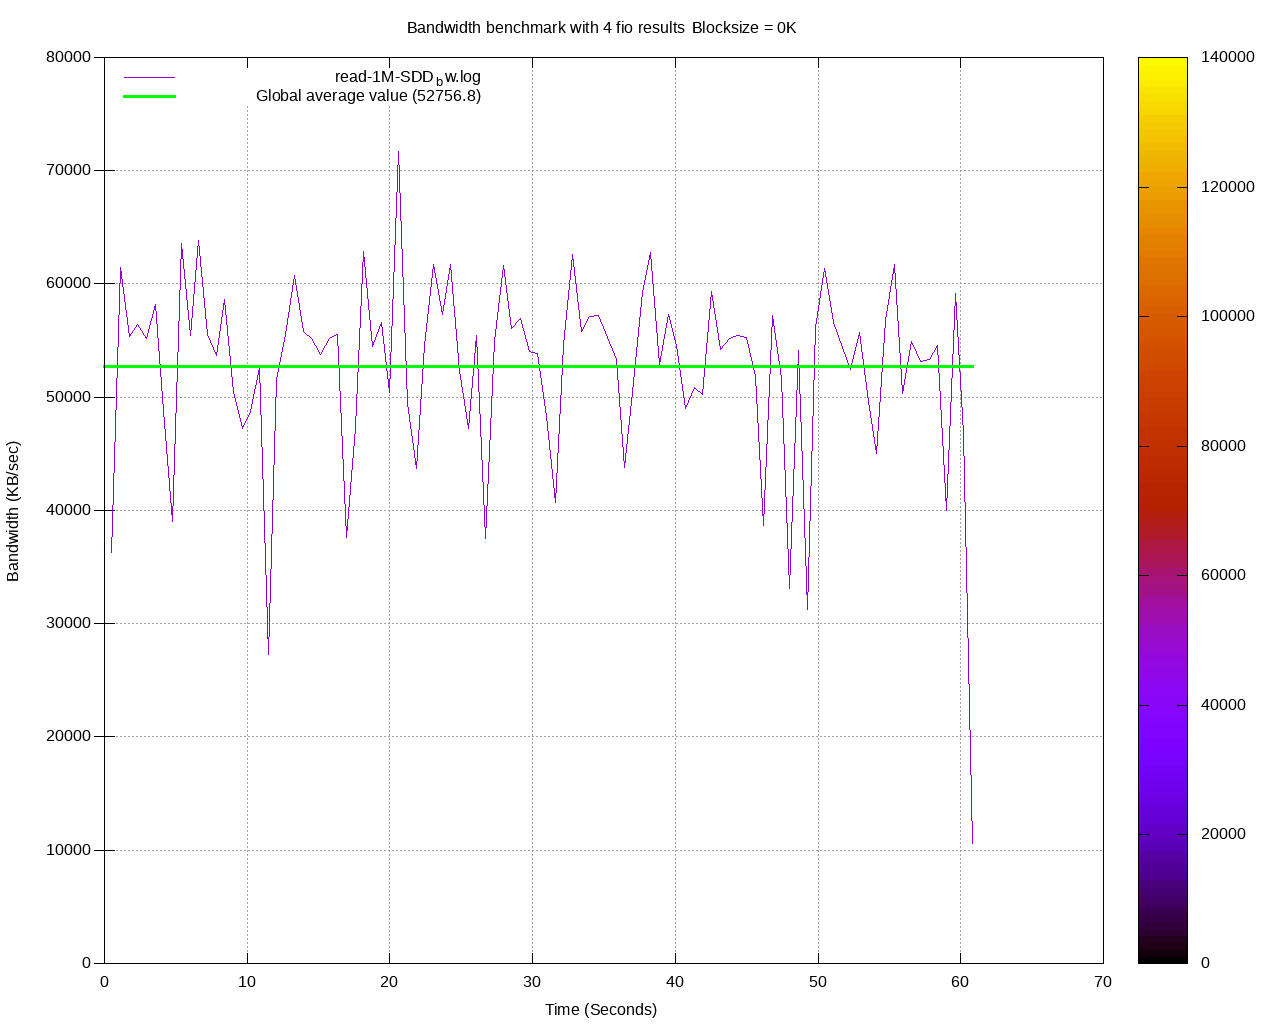 Bandwidth benchmark with 4 fio results Blocksize = 0K
read-1M-SDD_bw.log
Global average value (52756.8)
80000
70000
60000
50000
40000
30000
20000
10000
0
Bandwidth (KB/sec)
0 10 20 30 40 50 60 70
Time (Seconds)
140000
120000
100000
80000
60000
40000
20000
0